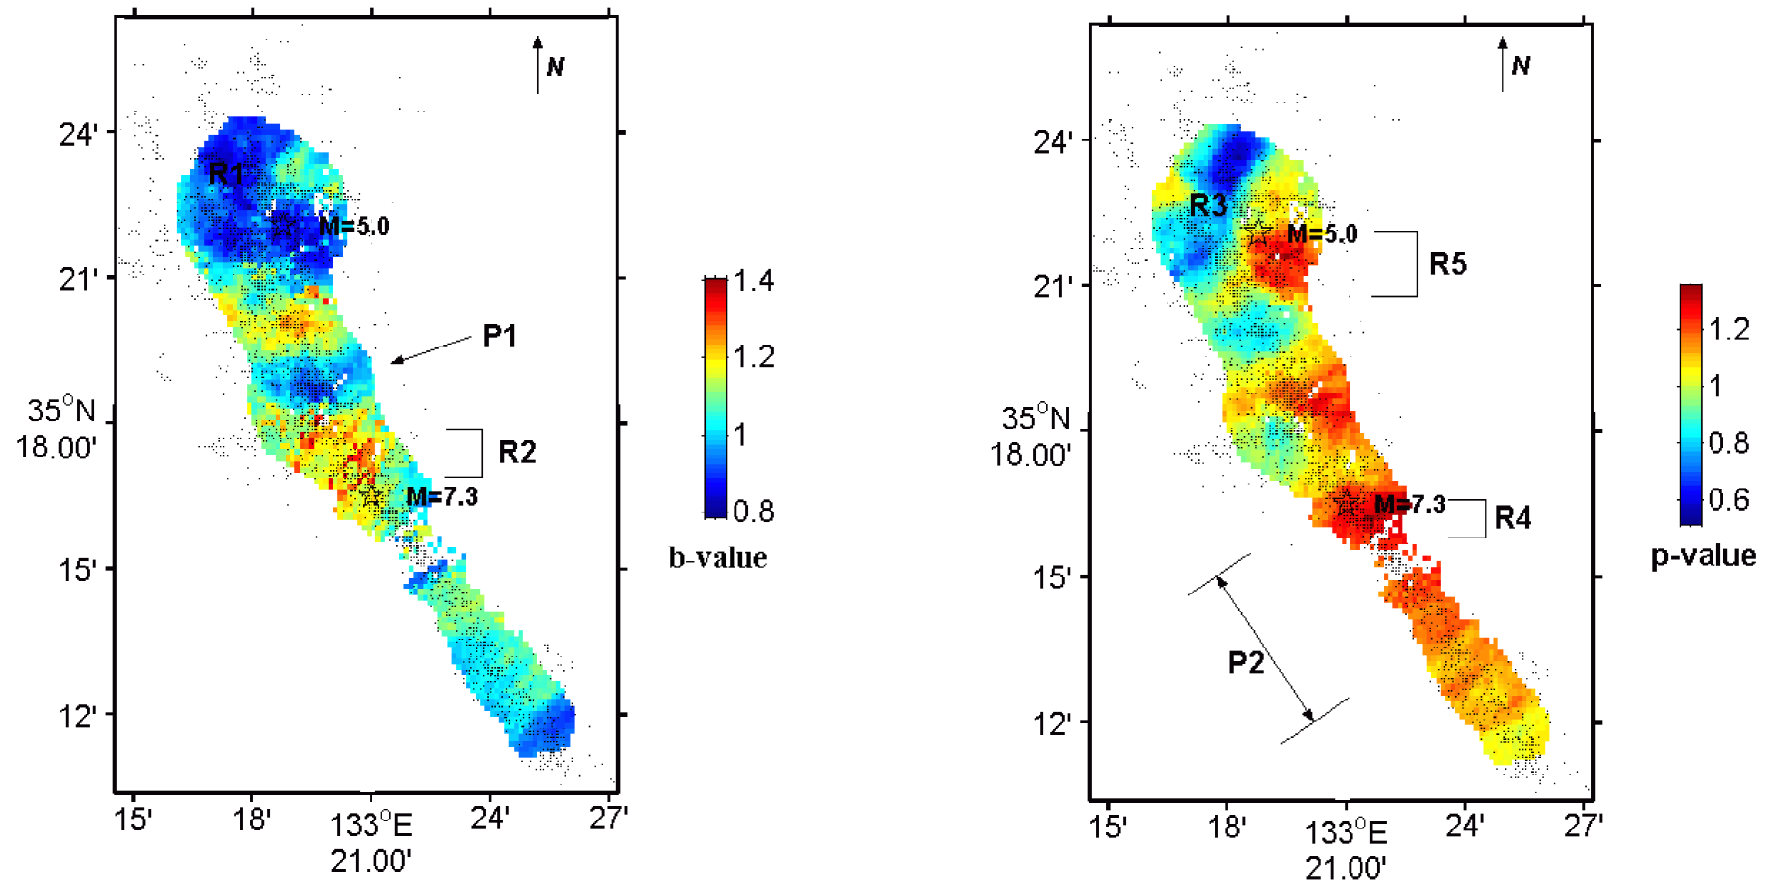 N
24'
R1
M=5.0
21'
P1
35°N
18.00'
R2
M=7.3
15'
12'
15'
18'
133°E
21.00'
24'
27'
1.4
1.2
1
0.8
b-value
N
24'
R3
M=5.0
R5
21'
35°N
18.00'
M=7.3
R4
15'
P2
12'
15'
18'
133°E
21.00'
24'
27'
1.2
1
0.8
0.6
p-value